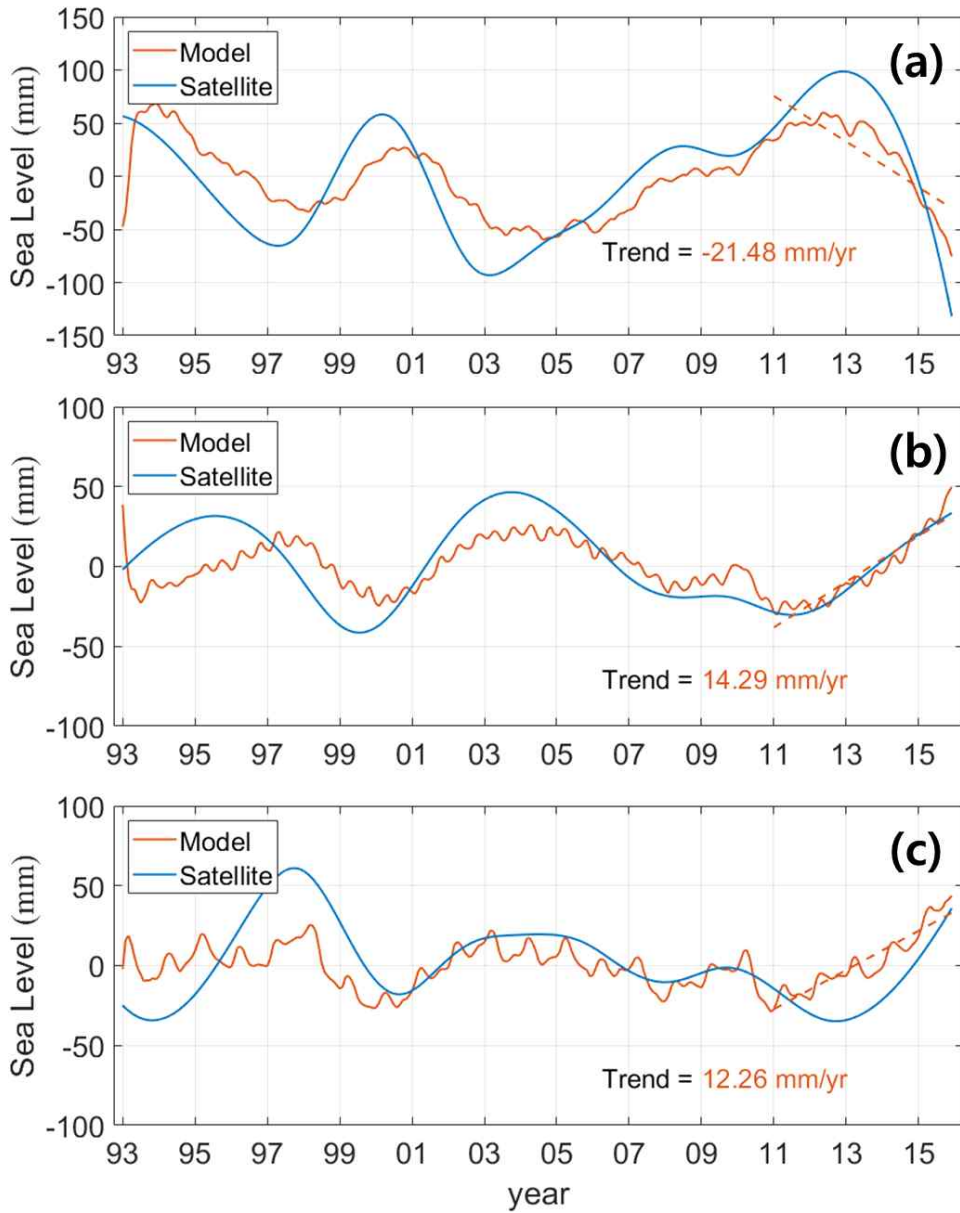 150
100
50
0
-50
-100
-150
Sea Level (mm)
Model
Satellite
(a)
Trend = -21.48 mm/yr
93 95 97 99 01 03 05 07 09 11 13 15
100
50
0
-50
-100
Sea Level (mm)
Model
Satellite
(b)
Trend = 14.29 mm/yr
93 95 97 99 01 03 05 07 09 11 13 15
100
50
0
-50
-100
Sea Level (mm)
Model
Satellite
(c)
Trend = 12.26 mm/yr
93 95 97 99 01 03 05 07 09 11 13 15
year